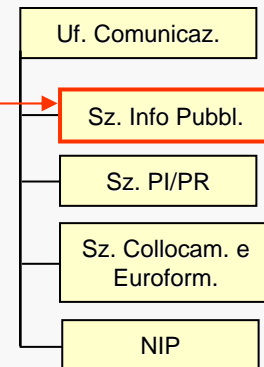 Uf. Comunicaz.
Sz. Info Pubbl.
Sz. PI/PR
Sz. Collocam. e
Euroform.
NIP